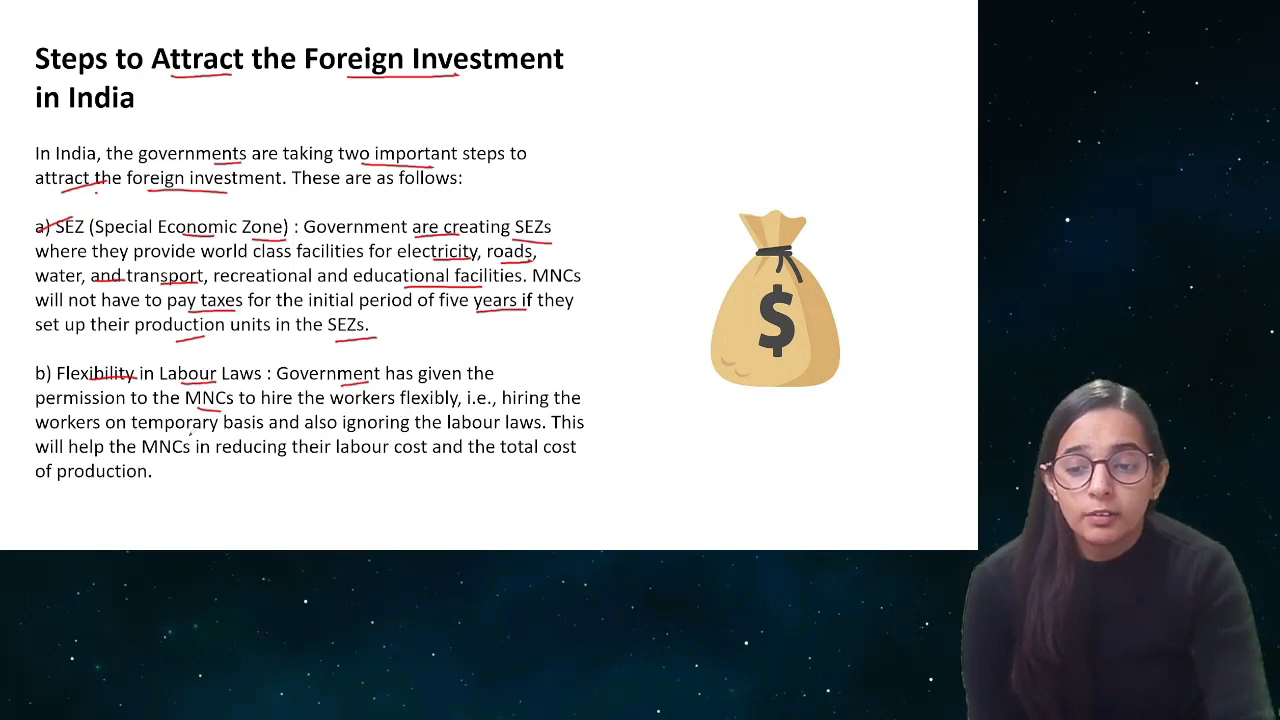 Steps to Attract the Foreign Investment
in India
In India, the governments are taking two important steps to
attract the foreign investment. These are as follows:
a) SEZ (Special Economic Zone) : Government are creating SEZs
where they provide world class facilities for electricity, roads,
water, and transport, recreational and educational facilities. MNCs
will not have to pay taxes for the initial period of five years if they
set up their production units in the SEZs.
b) Flexibility in Labour Laws : Government has given the
permission to the MNCs to hire the workers flexibly, i.e., hiring the
workers on temporary basis and also ignoring the labour laws. This
will help the MNCs in reducing their labour cost and the total cost
of production.
$